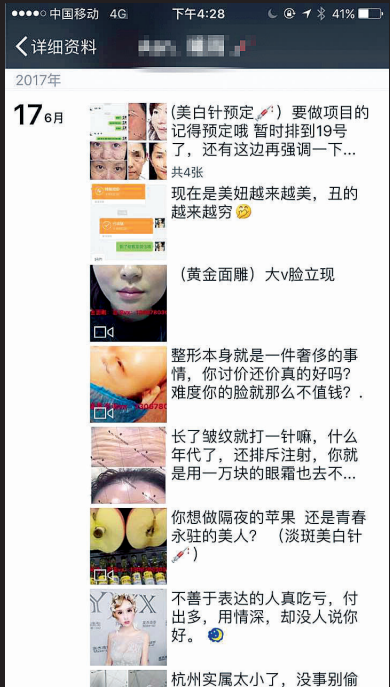 中国移动 4G 下午4:28 41%
详细资料
2017年
17 6月
(美白针预定💉) 要做项目的
记得预定哦 暂时排到19号
了，还有这边再强调一下...
共4张
现在是美妞越来越美，丑的
越来越穷🤣
（黄金面雕）大v脸立现
整形本身就是一件奢侈的事
情，你讨价还价真的好吗？
难度你的脸就那么不值钱？.
长了皱纹就打一针嘛，什么
年代了，还排斥注射，你就
是用一万块的眼霜也去不...
你想做隔夜的苹果 还是青春
永驻的美人？（淡斑美白针
💉）
不善于表达的人真吃亏，付
出多，用情深，却没人说你
好。
杭州实属太小了，没事别偷